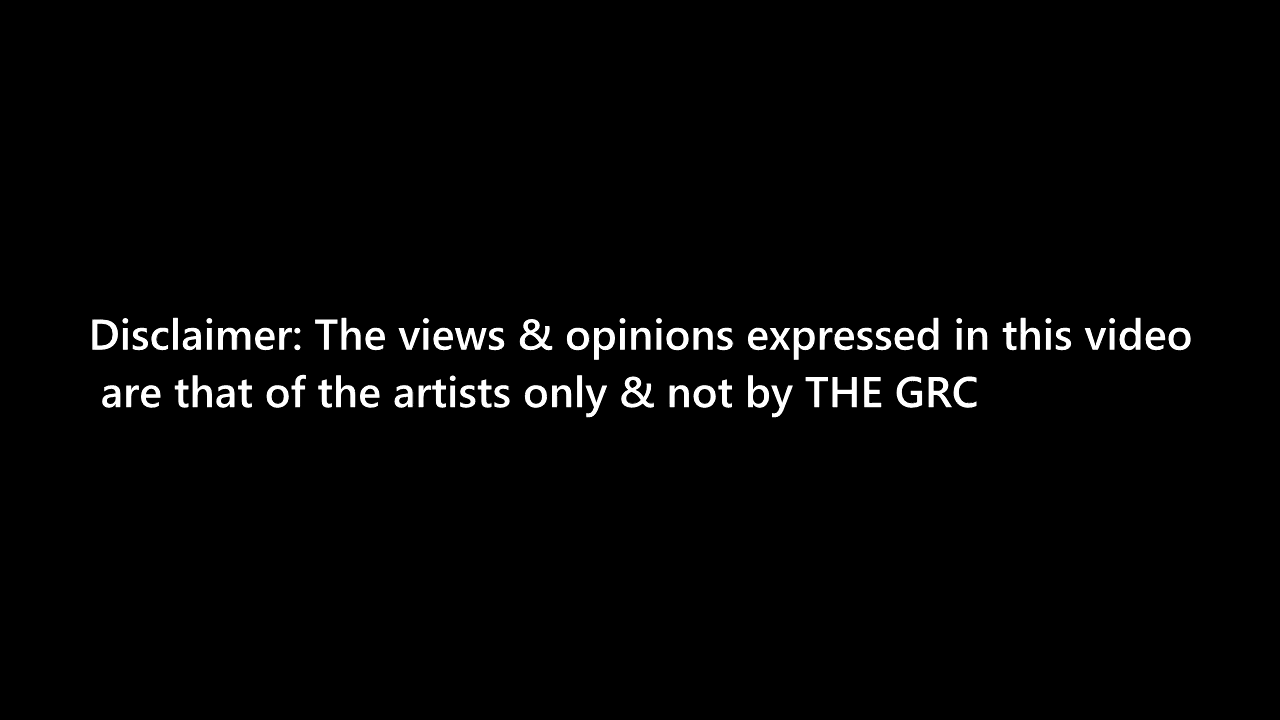 Disclaimer: The views & opinions expressed in this video
are that of the artists only & not by THE GRC